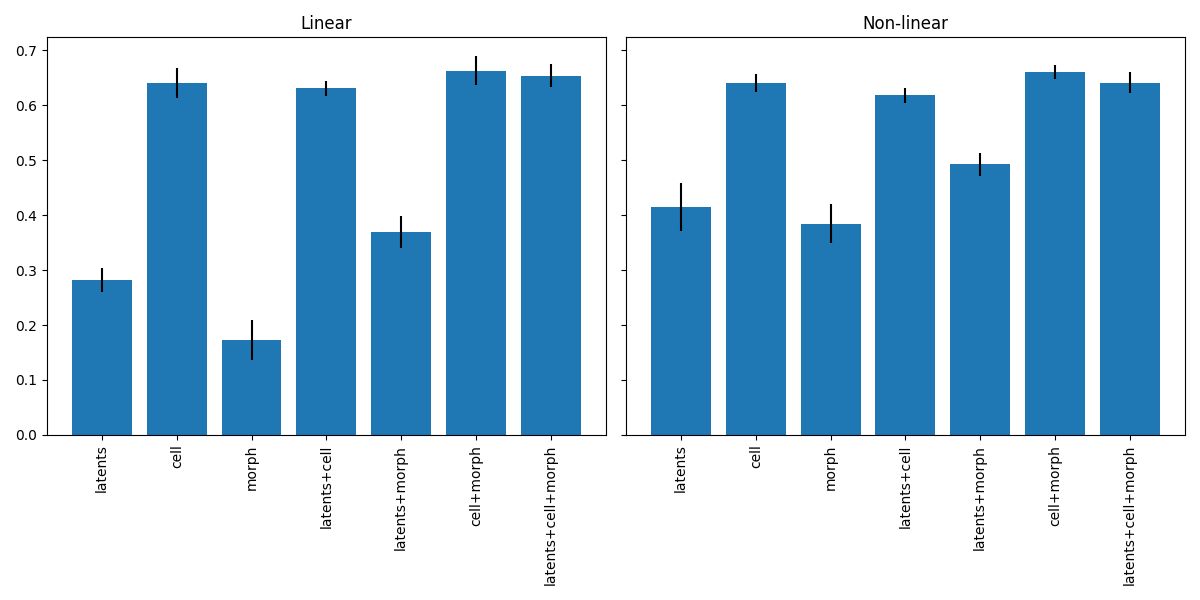 Linear
Non-linear
0.7
0.6
0.5
0.4
0.3
0.2
0.1
0.0
latents
cell
morph
latents+cell
latents+morph
cell+morph
latents+cell+morph
latents
cell
morph
latents+cell
latents+morph
cell+morph
latents+cell+morph